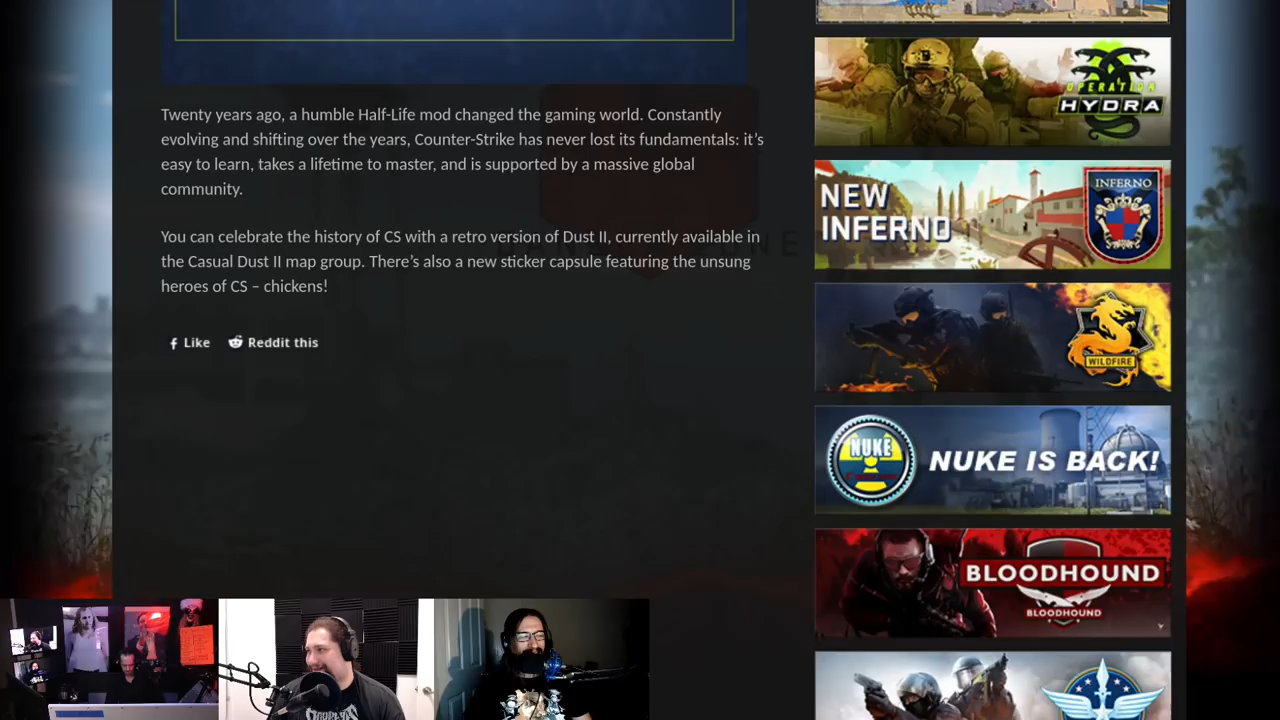 Twenty years ago, a humble Half-Life mod changed the gaming world. Constantly
evolving and shifting over the years, Counter-Strike has never lost its fundamentals: it's
easy to learn, takes a lifetime to master, and is supported by a massive global
community.
You can celebrate the history of CS with a retro version of Dust II, currently available in
the Casual Dust II map group. There's also a new sticker capsule featuring the unsung
heroes of CS – chickens!
Like
Reddit this
OPERATION
HYDRA
NEW
INFERNO
INFERNO
WILDFIRE
NUKE
NUKE IS BACK!
BLOODHOUND
BLOODHOUND